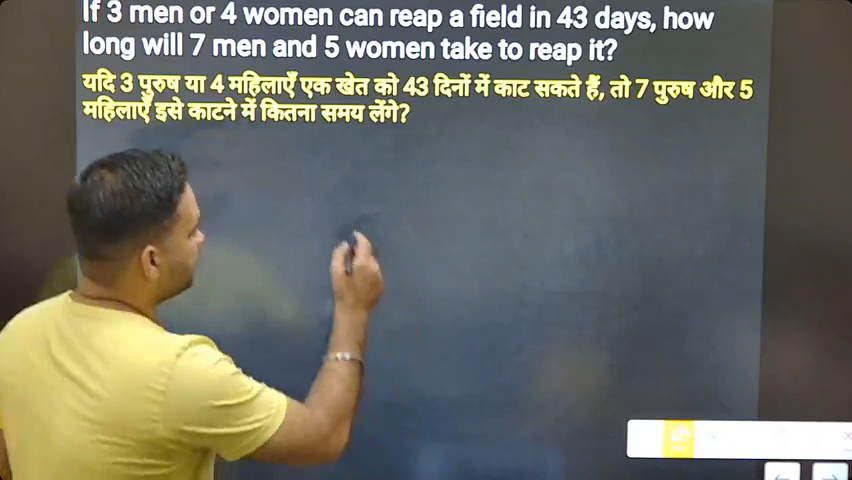 If 3 men or 4 women can reap a field in 43 days, how
long will 7 men and 5 women take to reap it?
यदि 3 पुरुष या 4 महिलाएँ एक खेत को 43 दिनों में काट सकते हैं, तो 7 पुरुष और 5
महिलाएँ इसे काटने में कितना समय लेंगे?